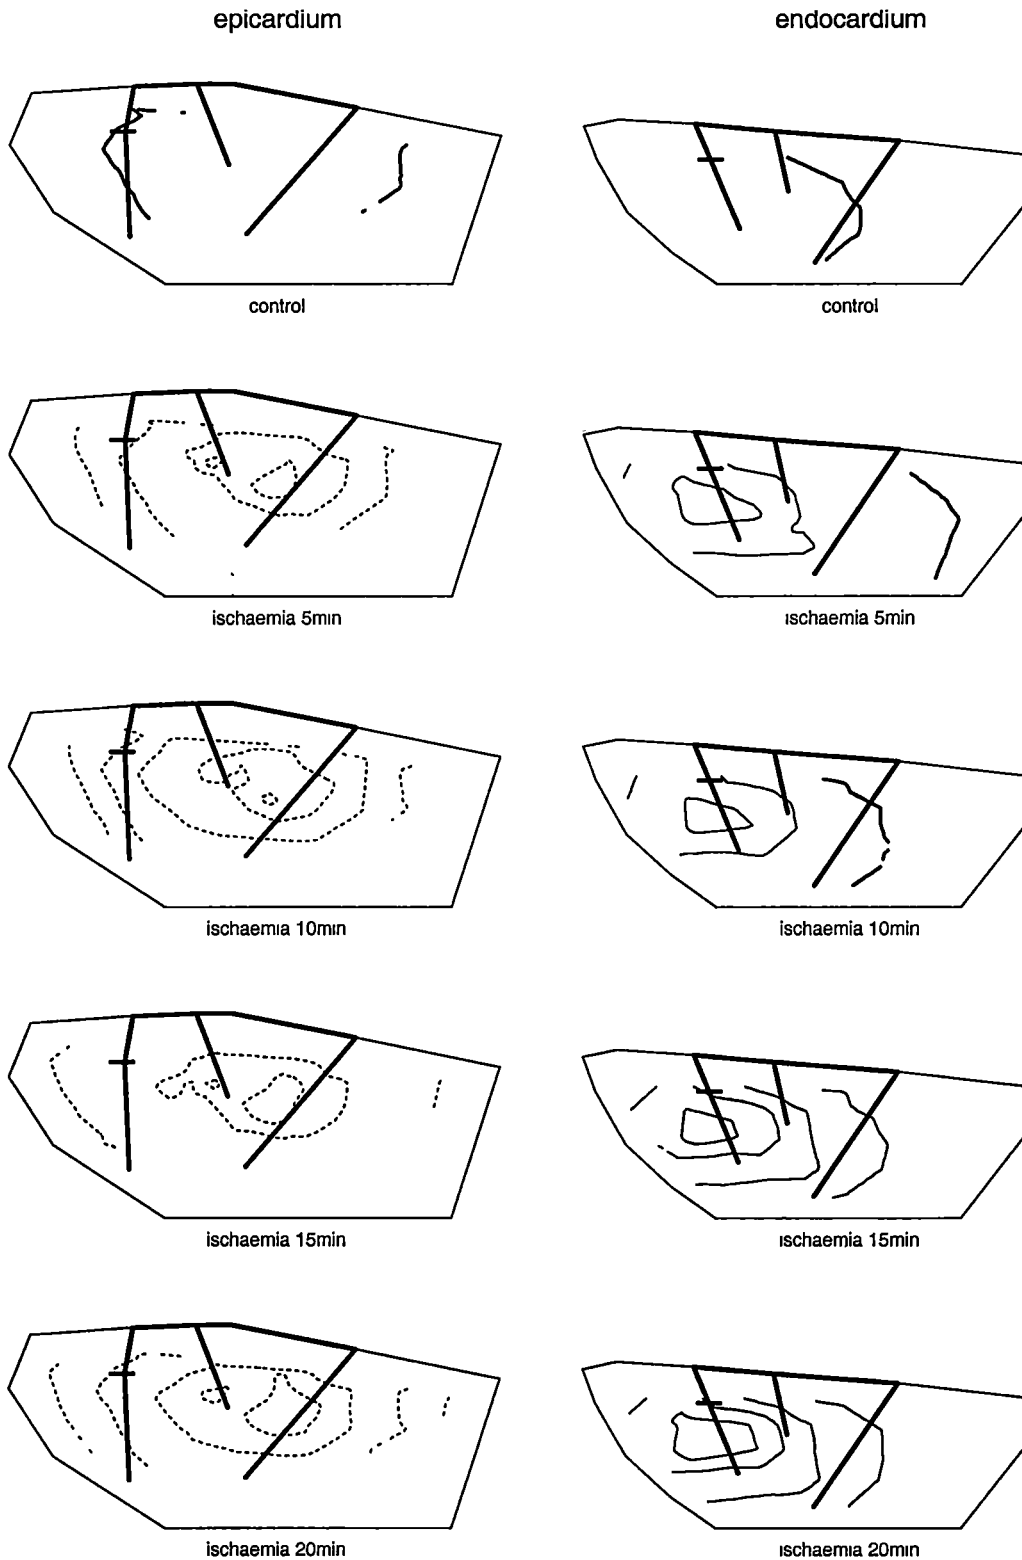 epicardium endocardium
control control
ischaemia 5min ischaemia 5min
ischaemia 10min ischaemia 10min
ischaemia 15min ischaemia 15min
ischaemia 20min ischaemia 20min